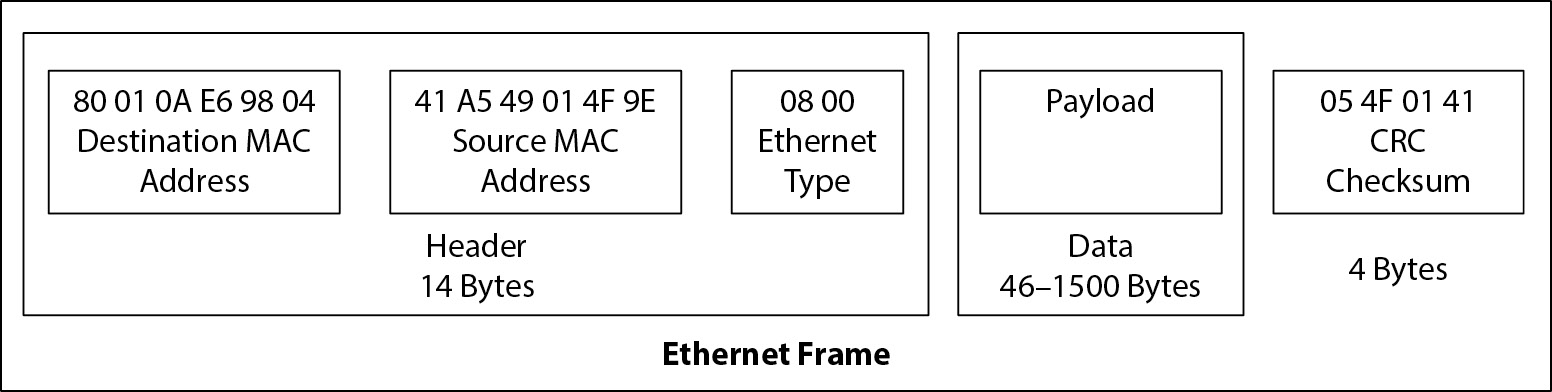 80 01 0A E6 98 04
Destination MAC
Address
41 A5 49 01 4F 9E
Source MAC
Address
08 00
Ethernet
Type
Header
14 Bytes
Payload
Data
46–1500 Bytes
05 4F 01 41
CRC
Checksum
4 Bytes
Ethernet Frame